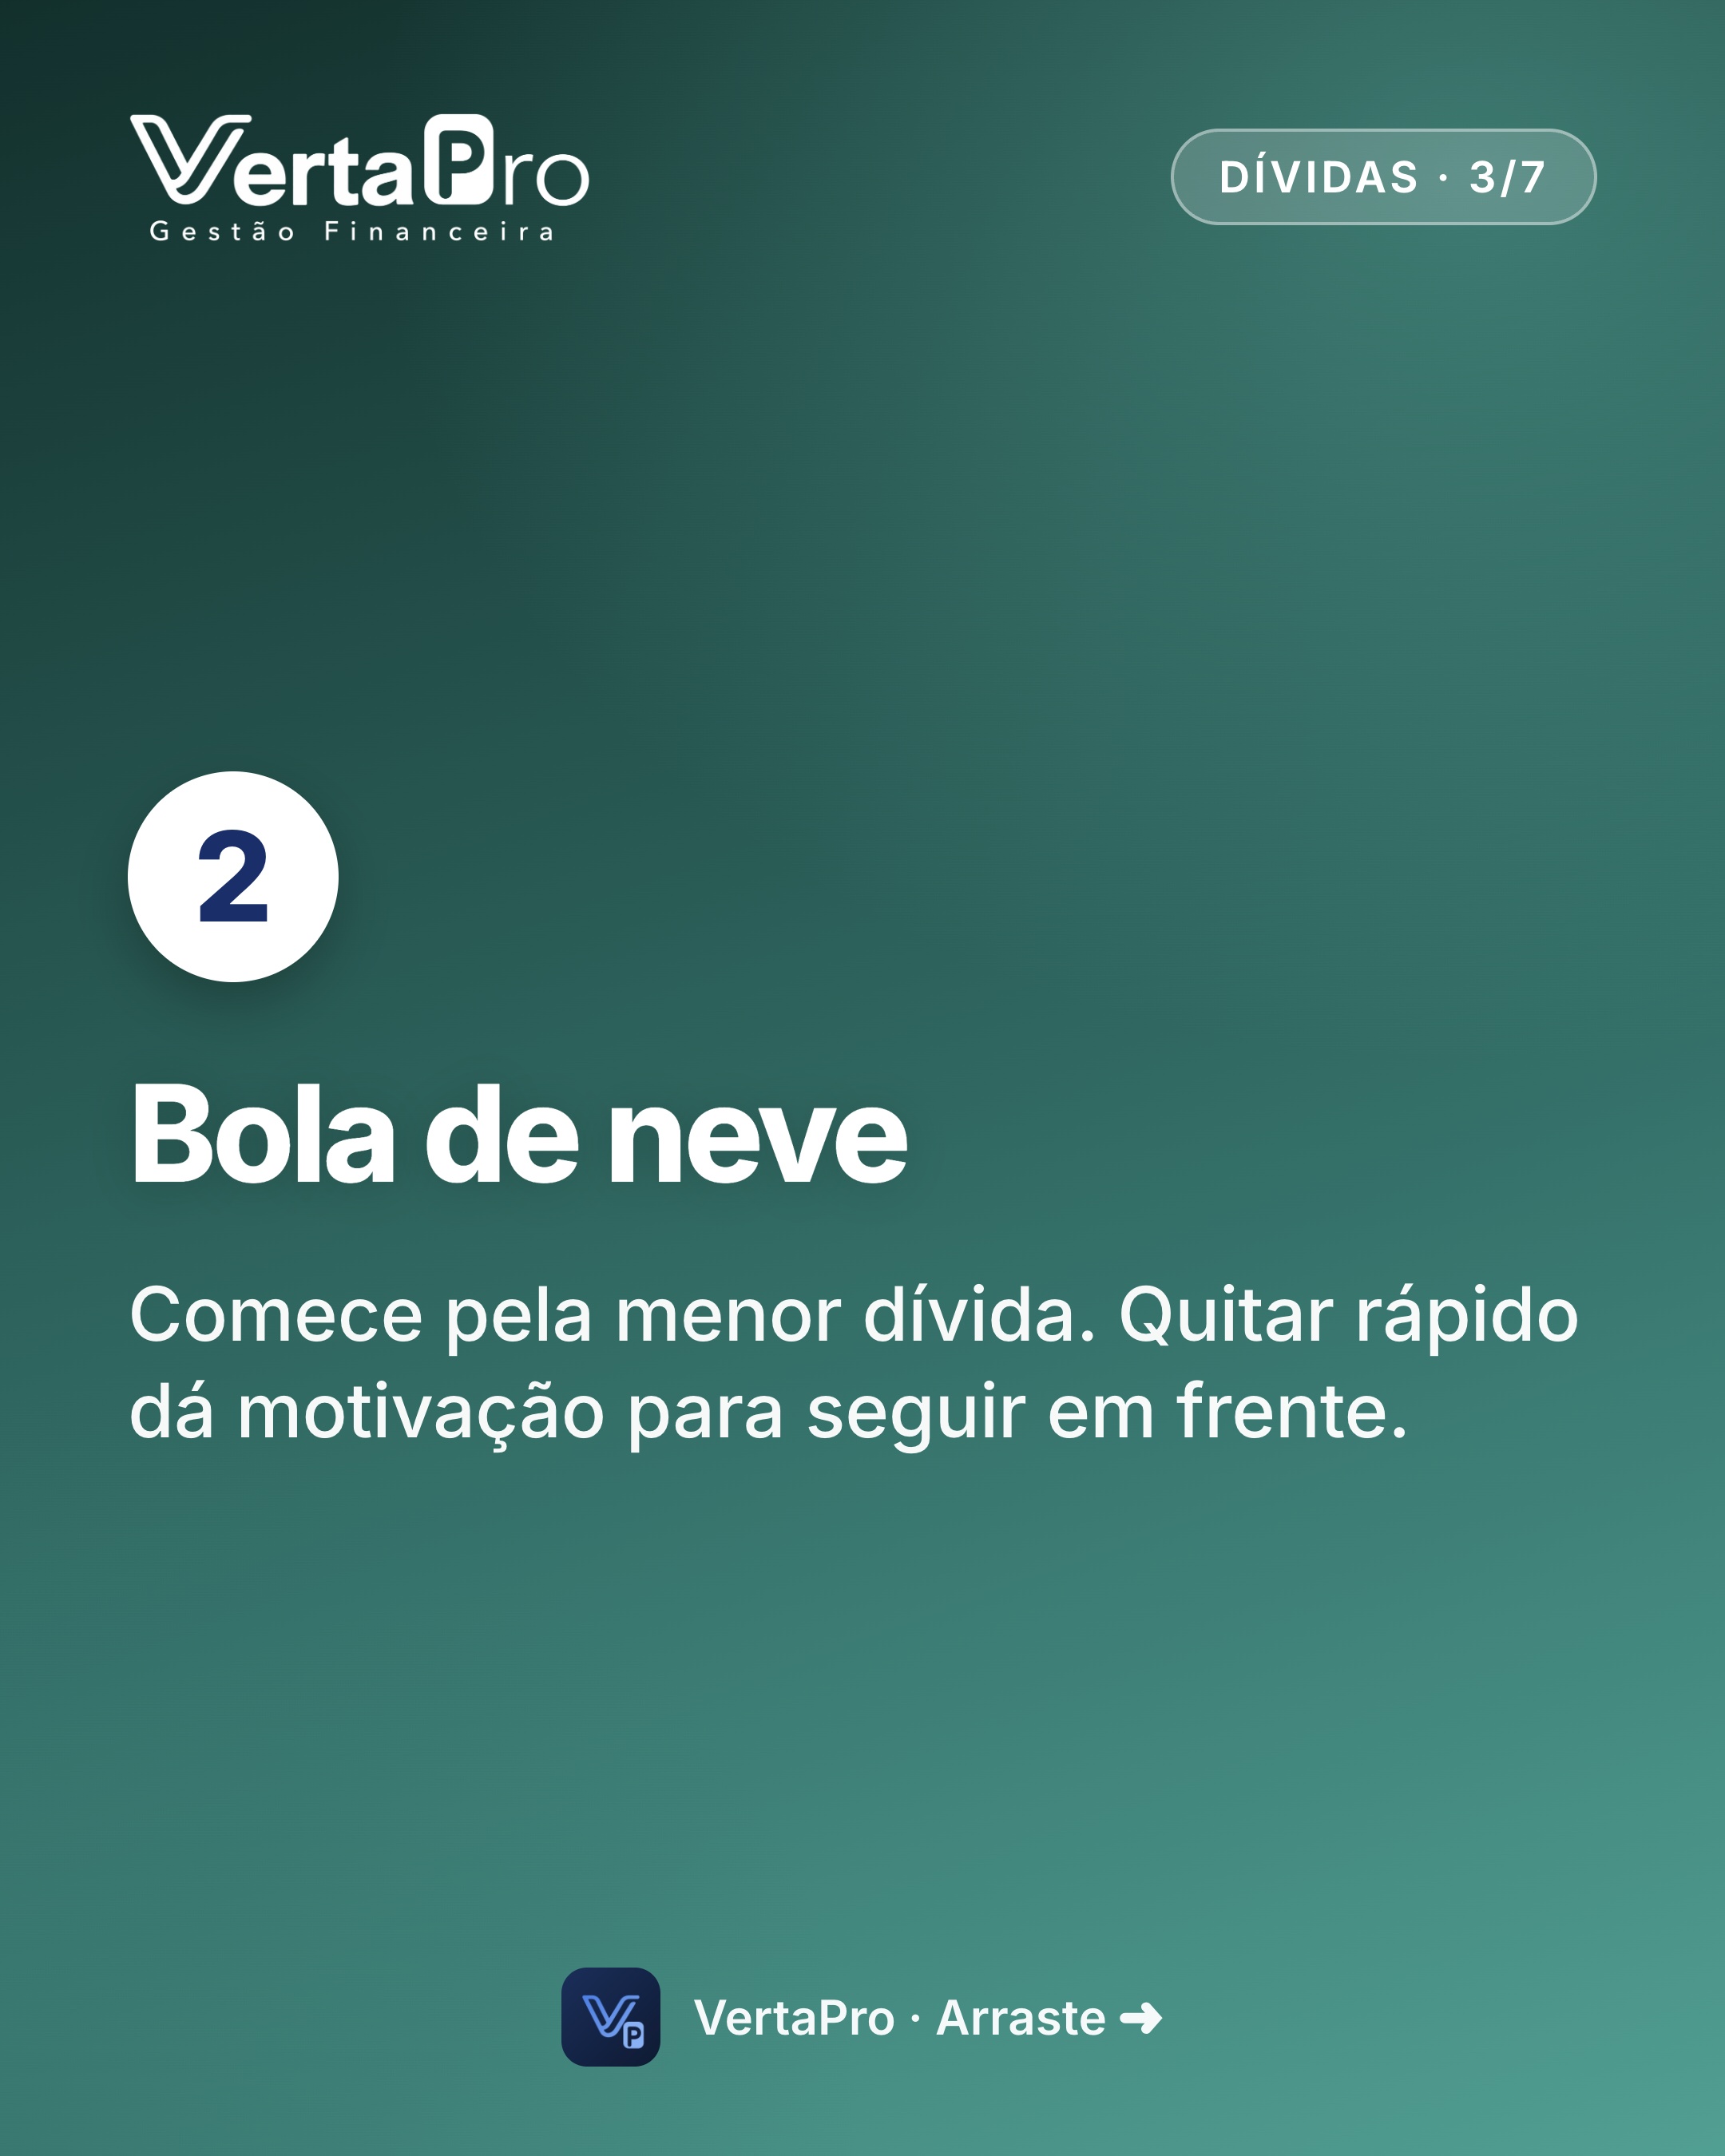 VertaPro
Gestão Financeira
DÍVIDAS · 3/7
2
Bola de neve
Comece pela menor dívida. Quitar rápido
dá motivação para seguir em frente.
VP
VertaPro · Arraste ➜